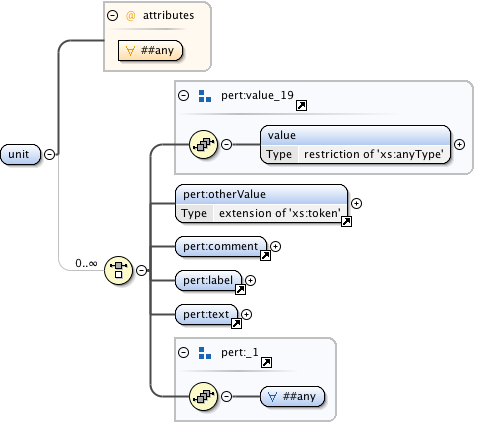 @ attributes
∀ ##any
pert:value_19
unit
value
Type restriction of 'xs:anyType'
pert:otherValue
Type extension of 'xs:token'
pert:comment
0..∞
pert:label
pert:text
pert:_1
∀ ##any